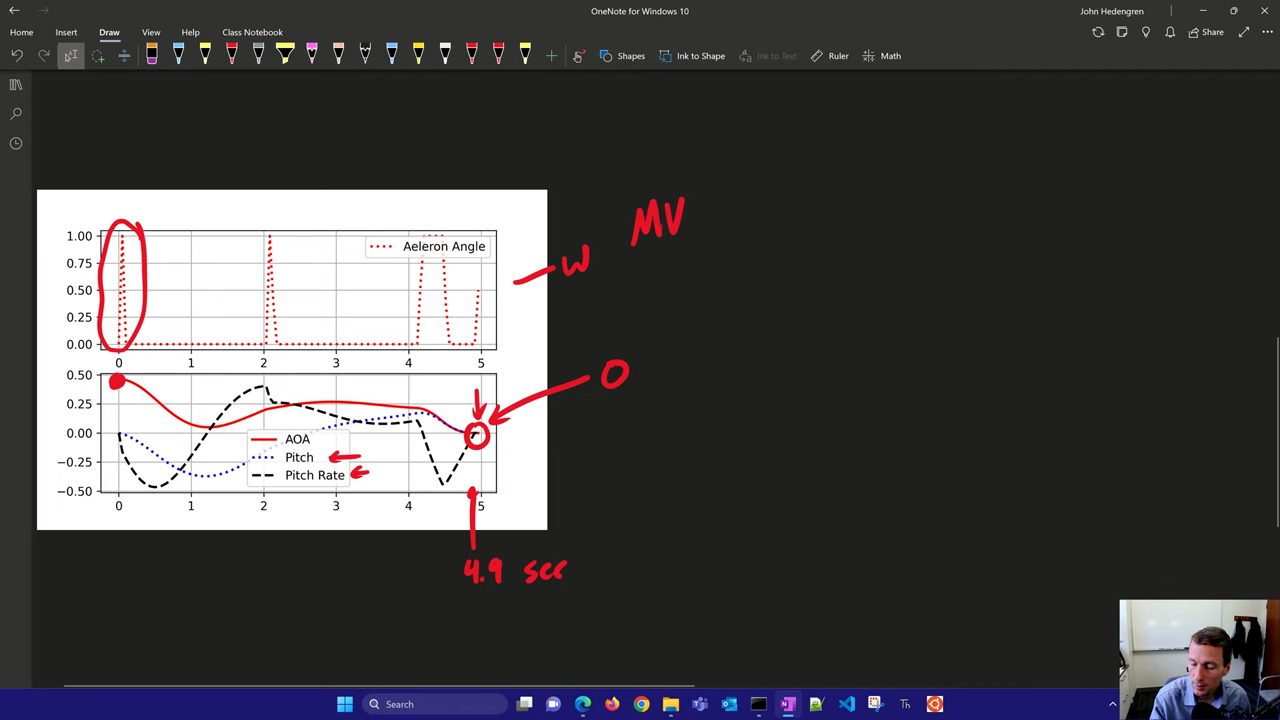 OneNote for Windows 10
John Hedengren
Home Insert Draw View Help Class Notebook
Share
Shapes Ink to Shape Ink to Text Ruler Math
MV
1.00
0.75
0.50
0.25
0.00
Aeleron Angle
w
0 1 2 3 4 5
0.50
0.25
0.00
−0.25
−0.50
AOA
Pitch
Pitch Rate
0
0 1 2 3 4 5
4.9 sec
Search